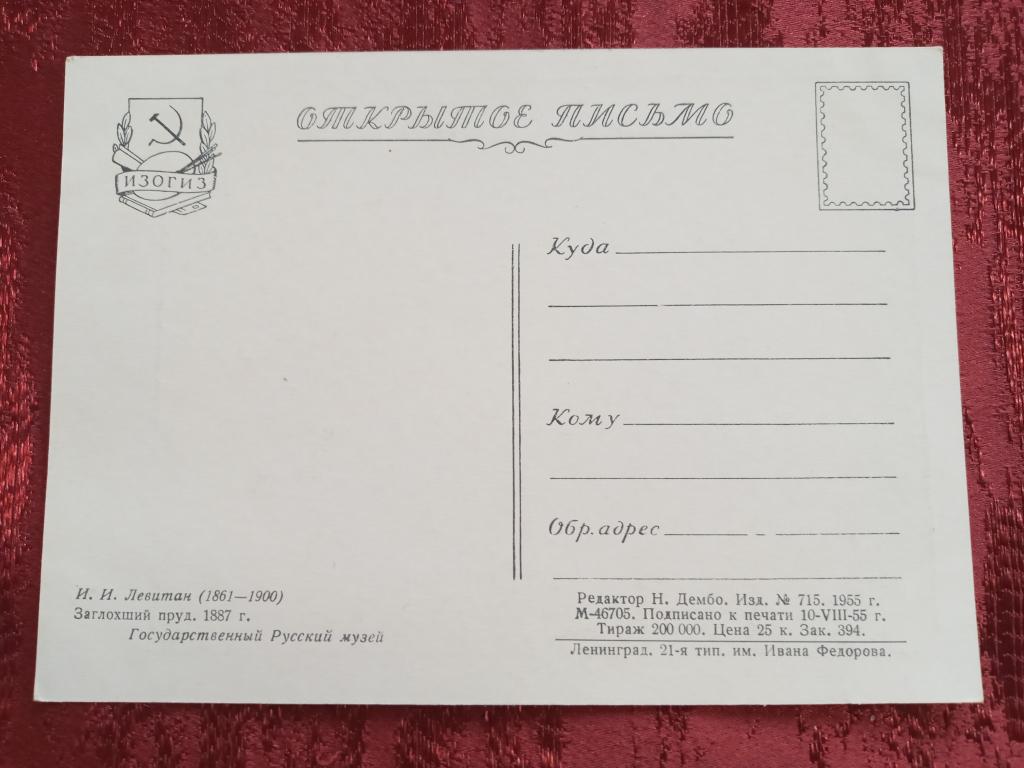 ОТКРЫТОЕ ПИСЬМО
ИЗОГИЗ
Куда
Кому
Обр. адрес
И. И. Левитан (1861—1900)
Заглохший пруд. 1887 г.
Государственный Русский музей
Редактор Н. Дембо. Изд. № 715. 1955 г.
М-46705. Подписано к печати 10-VIII-55 г.
Тираж 200 000. Цена 25 к. Зак. 394.
Ленинград. 21-я тип. им. Ивана Федорова.